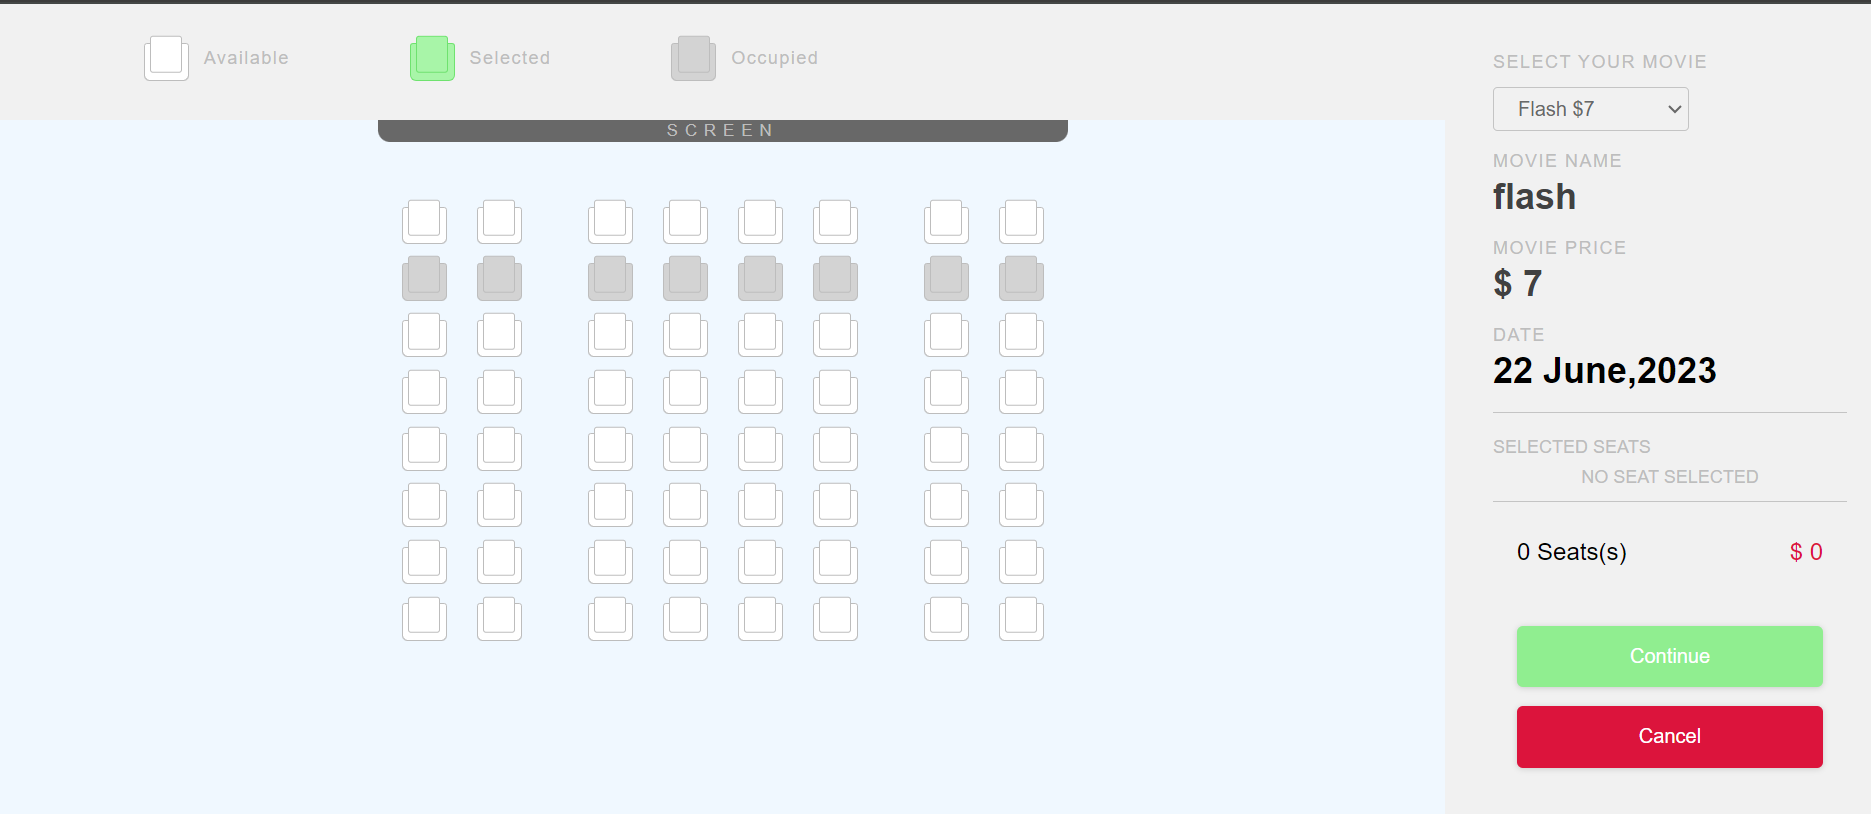 Available
Selected
Occupied
SCREEN
SELECT YOUR MOVIE
Flash $7
MOVIE NAME
flash
MOVIE PRICE
$ 7
DATE
22 June,2023
SELECTED SEATS
NO SEAT SELECTED
0 Seats(s)
$ 0
Continue
Cancel